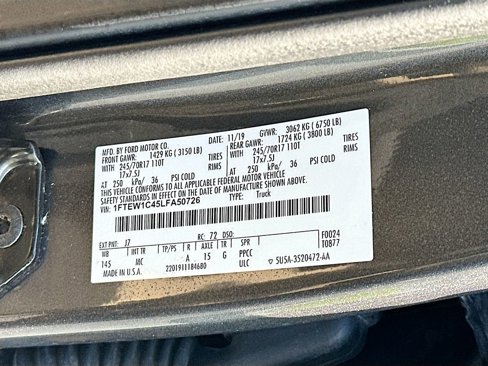 MFD. BY FORD MOTOR CO. DATE: 11/19 GVWR: 3062 KG ( 6750 LB)
FRONT GAWR: 1429 KG ( 3150 LB) REAR GAWR: 1724 KG ( 3800 LB)
245/70R17 110T TIRES 245/70R17 110T TIRES
17x7.5J RIMS 17x7.5J RIMS
AT 250 kPa/ 36 PSI COLD AT 250 kPa/ 36 PSI COLD
THIS VEHICLE CONFORMS TO ALL APPLICABLE FEDERAL MOTOR VEHICLE
SAFETY STANDARDS IN EFFECT ON THE DATE OF MANUFACTURE SHOWN ABOVE.
VIN: 1FTEW1C45LFA50726 TYPE: Truck
EXT PNT: J7 RC: 72 DSO: F0024
WB INT TR TP/PS R AXLE TR SPR T0877
145 MC A 15 G PPCC
MADE IN U.S.A. 2201911184680 ULC ▽ 5U5A-3520472-AA